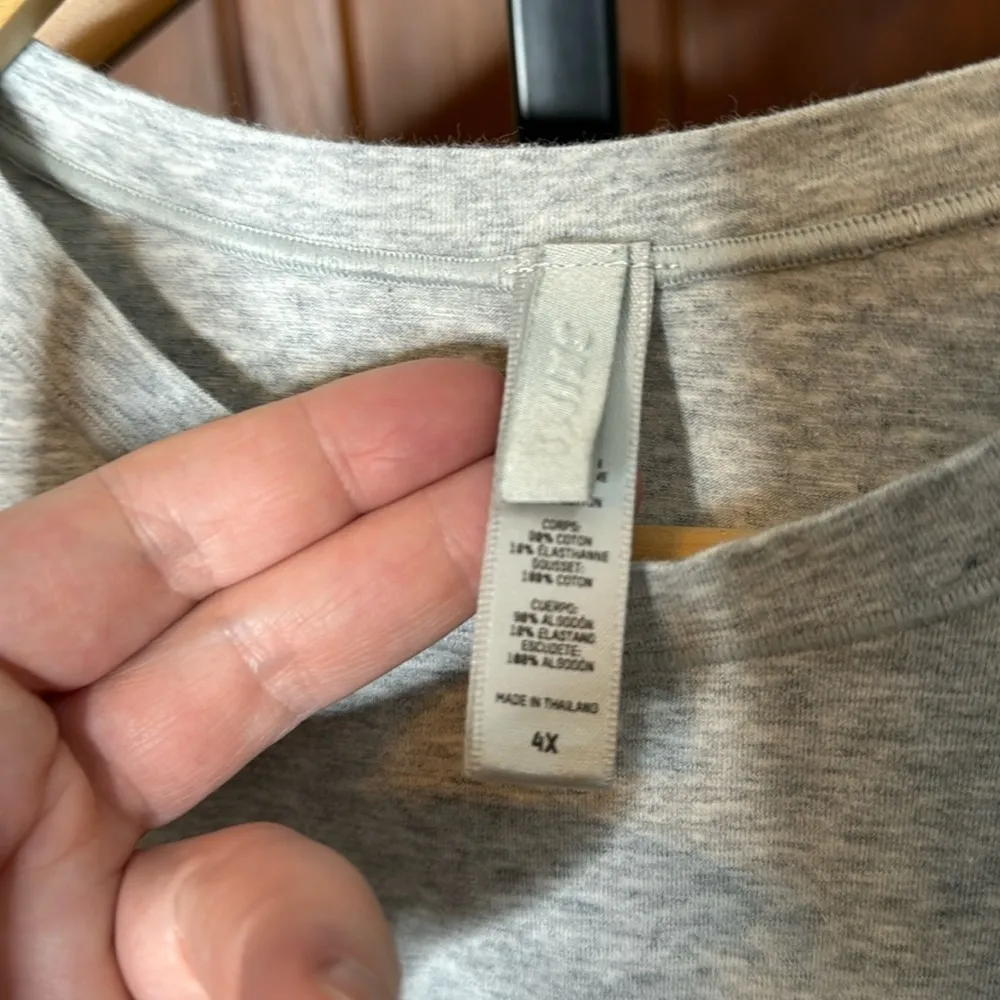 CORPS:
90% COTON
10% ÉLASTHANNE
GOUSSET:
100% COTON
CUERPO:
90% ALGODÓN
10% ELASTANO
ESCUDETE:
100% ALGODÓN
MADE IN THAILAND
4X